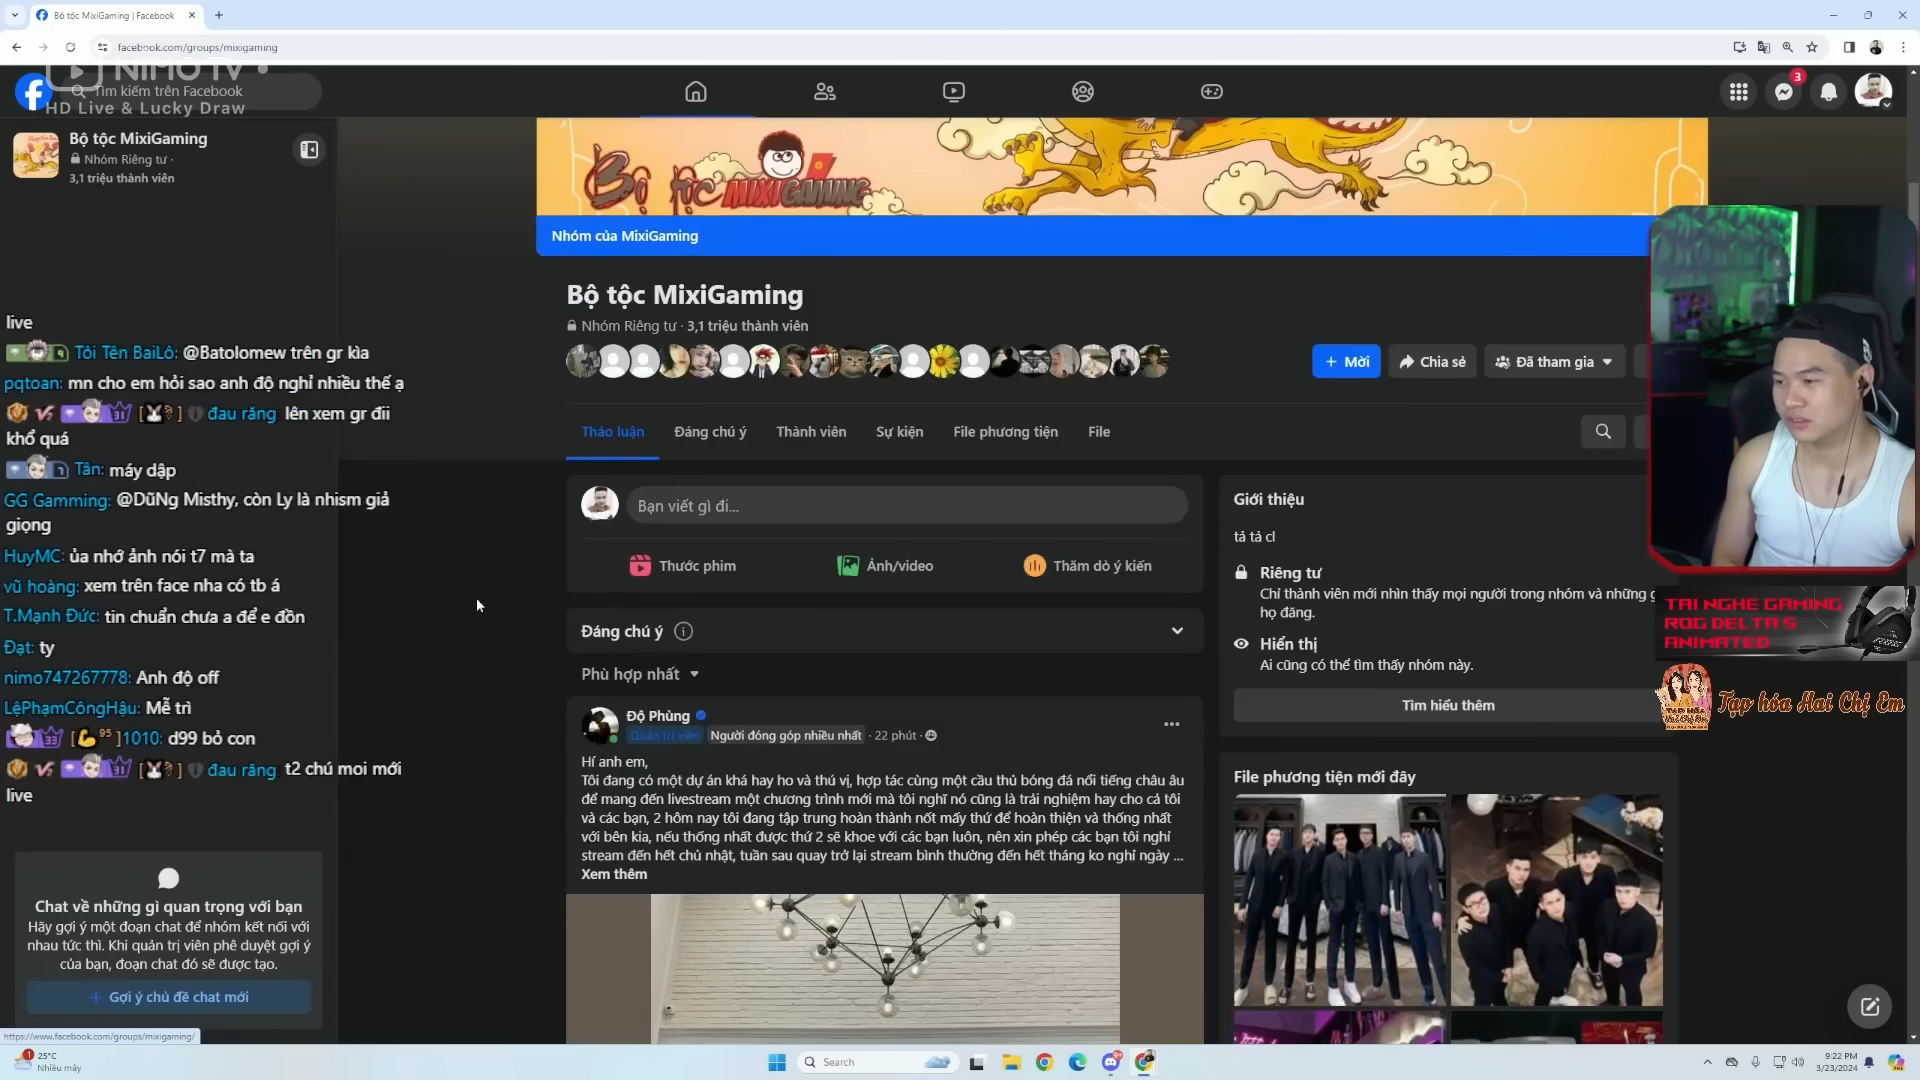 Bộ tộc MixiGaming | Facebook
facebook.com/groups/mixigaming
NIMO TV
Tìm kiếm trên Facebook
HD Live & Lucky Draw
3
Bộ tộc MixiGaming
Nhóm Riêng tư ·
3,1 triệu thành viên
Bộ tộc MIXIGAMING
Nhóm của MixiGaming
Bộ tộc MixiGaming
Nhóm Riêng tư · 3,1 triệu thành viên
+ Mời
Chia sẻ
Đã tham gia
Thảo luận
Đáng chú ý
Thành viên
Sự kiện
File phương tiện
File
live
Tôi Tên BaiLô: @Batolomew trên gr kìa
pqtoan: mn cho em hỏi sao anh độ nghỉ nhiều thế ạ
đau răng lên xem gr đii
khổ quá
Tân: máy dập
GG Gamming: @DũNg Misthy, còn Ly là nhism giả
giọng
HuyMC: ủa nhớ ảnh nói t7 mà ta
vũ hoàng: xem trên face nha có tb á
T.Mạnh Đức: tin chuẩn chưa a để e đồn
Đạt: ty
nimo747267778: Anh độ off
LệPhạmCôngHậu: Mễ trì
33 [ 95 ]1010: d99 bỏ con
31 đau răng t2 chú moi mới
live
Bạn viết gì đi...
Thước phim
Ảnh/video
Thăm dò ý kiến
Đáng chú ý
Phù hợp nhất
Độ Phùng
Quản trị viên Người đóng góp nhiều nhất · 22 phút ·
Hí anh em,
Tôi đang có một dự án khá hay ho và thú vị, hợp tác cùng một cầu thủ bóng đá nổi tiếng châu âu
để mang đến livestream một chương trình mới mà tôi nghĩ nó cũng là trải nghiệm hay cho cả tôi
và các bạn, 2 hôm nay tôi đang tập trung hoàn thành nốt mấy thứ để hoàn thiện và thống nhất
với bên kia, nếu thống nhất được thứ 2 sẽ khoe với các bạn luôn, nên xin phép các bạn tôi nghỉ
stream đến hết chủ nhật, tuần sau quay trở lại stream bình thường đến hết tháng ko nghỉ ngày ...
Xem thêm
Giới thiệu
tả tả cl
Riêng tư
Chỉ thành viên mới nhìn thấy mọi người trong nhóm và những g
họ đăng.
Hiển thị
Ai cũng có thể tìm thấy nhóm này.
Tìm hiểu thêm
File phương tiện mới đây
TAI NGHE GAMING
ROG DELTA S
ANIMATED
Tạp hóa Hai Chị Em
Chat về những gì quan trọng với bạn
Hãy gợi ý một đoạn chat để nhóm kết nối với
nhau tức thì. Khi quản trị viên phê duyệt gợi ý
của bạn, đoạn chat đó sẽ được tạo.
+ Gợi ý chủ đề chat mới
https://www.facebook.com/groups/mixigaming/
1
25°C
Nhiều mây
Search
9:22 PM
3/23/2024